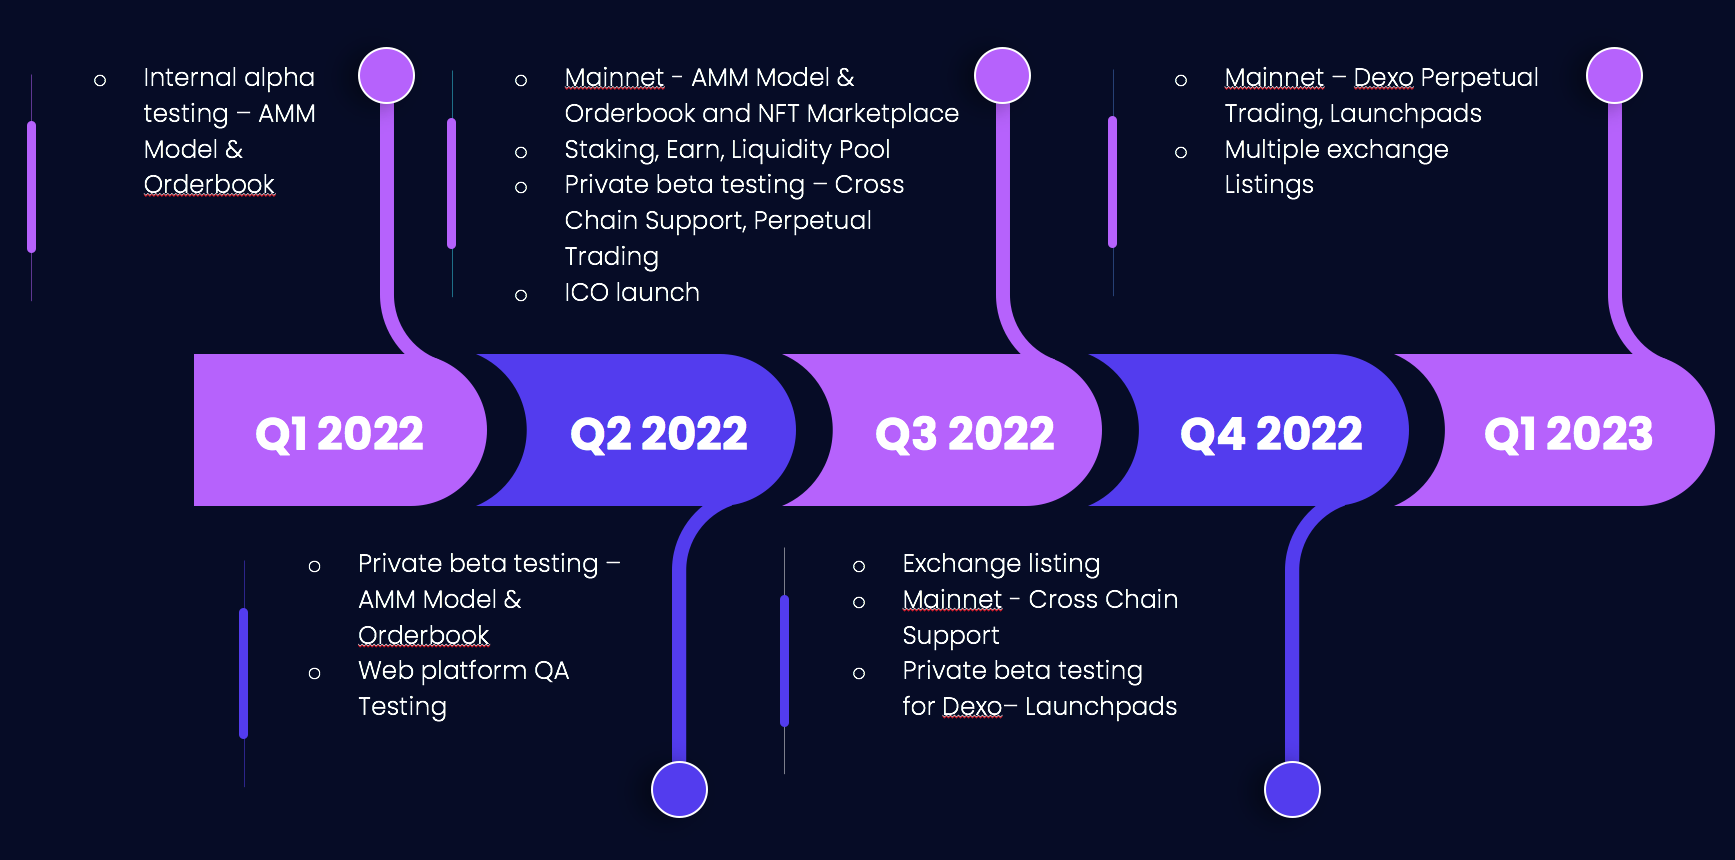 ○ Internal alpha
testing – AMM
Model &
Orderbook
○ Mainnet - AMM Model &
Orderbook and NFT Marketplace
○ Staking, Earn, Liquidity Pool
○ Private beta testing – Cross
Chain Support, Perpetual
Trading
○ ICO launch
○ Mainnet – Dexo Perpetual
Trading, Launchpads
○ Multiple exchange
Listings
Q1 2022
Q2 2022
Q3 2022
Q4 2022
Q1 2023
○ Private beta testing –
AMM Model &
Orderbook
○ Web platform QA
Testing
○ Exchange listing
○ Mainnet - Cross Chain
Support
○ Private beta testing
for Dexo– Launchpads